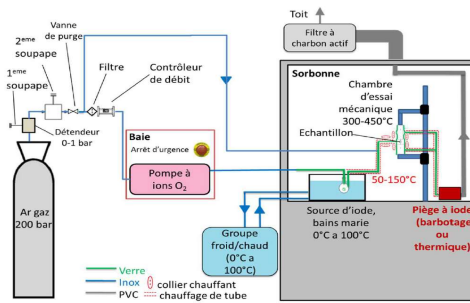 Toit
Filtre à
charbon actif
Vanne
de purge
2eme
soupape
1eme
soupape
Filtre
Contrôleur
de débit
Détendeur
0-1 bar
Ar gaz
200 bar
Baie
Arrêt d'urgence
Pompe à
ions O2
Groupe
froid/chaud
(0°C a
100°C)
Sorbonne
Chambre
d'essai
mécanique
300-450°C
Echantillon
50-150°C
Source d'iode,
bains marie
0°C a 100°C
Piège à iode
(barbotage
ou
thermique)
Verre
Inox
PVC
collier chauffant
chauffage de tube